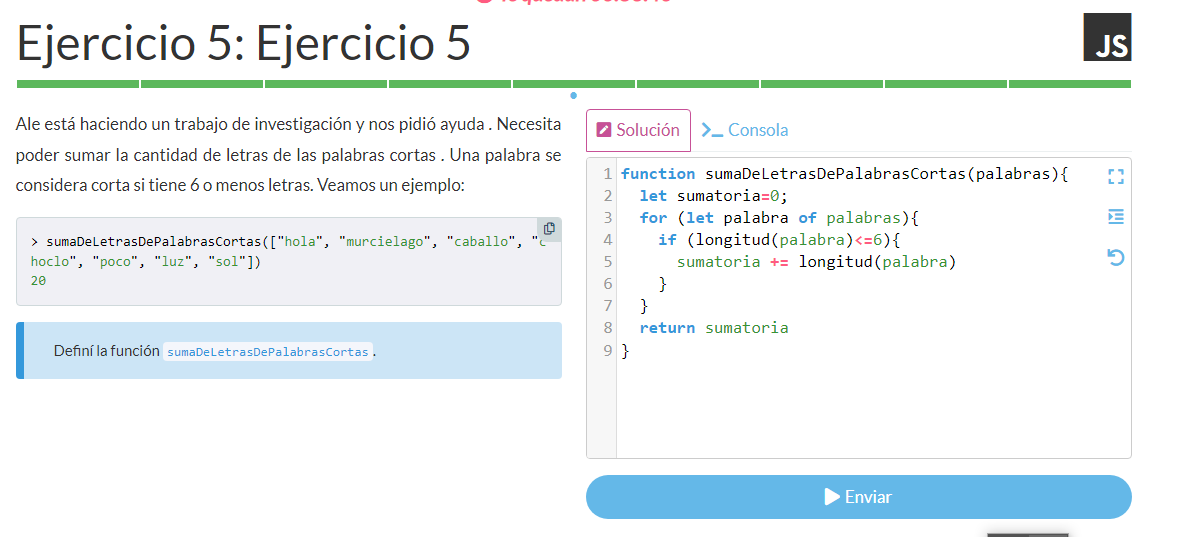 Ejercicio 5: Ejercicio 5
JS
Ale está haciendo un trabajo de investigación y nos pidió ayuda . Necesita
poder sumar la cantidad de letras de las palabras cortas . Una palabra se
considera corta si tiene 6 o menos letras. Veamos un ejemplo:
> sumaDeLetrasDePalabrasCortas(["hola", "murcielago", "caballo", "c
hoclo", "poco", "luz", "sol"])
20
Definí la función sumaDeLetrasDePalabrasCortas.
Solución
Consola
1 function sumaDeLetrasDePalabrasCortas(palabras){
2 let sumatoria=0;
3 for (let palabra of palabras){
4 if (longitud(palabra)<=6){
5 sumatoria += longitud(palabra)
6 }
7 }
8 return sumatoria
9 }
Enviar